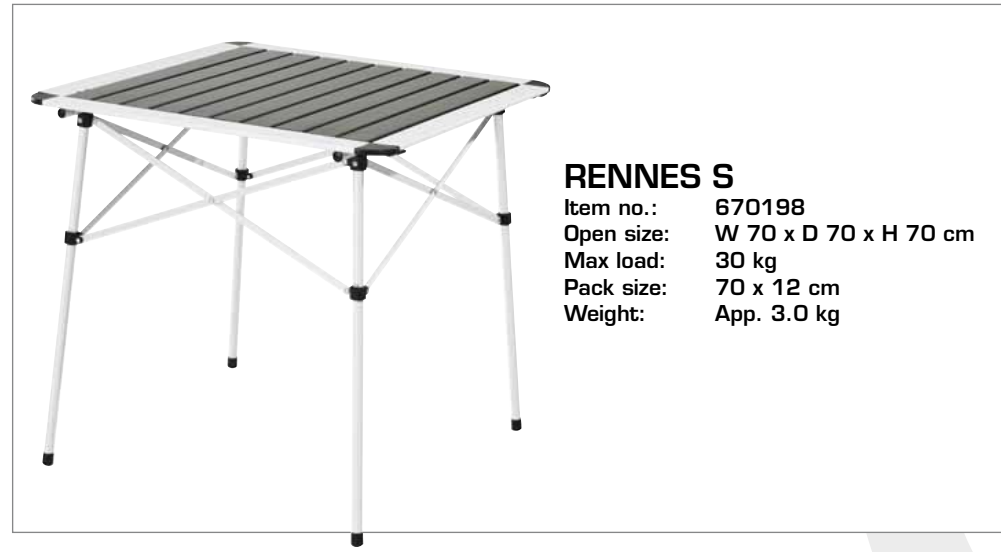 RENNES S
Item no.: 670198
Open size: W 70 x D 70 x H 70 cm
Max load: 30 kg
Pack size: 70 x 12 cm
Weight: App. 3.0 kg